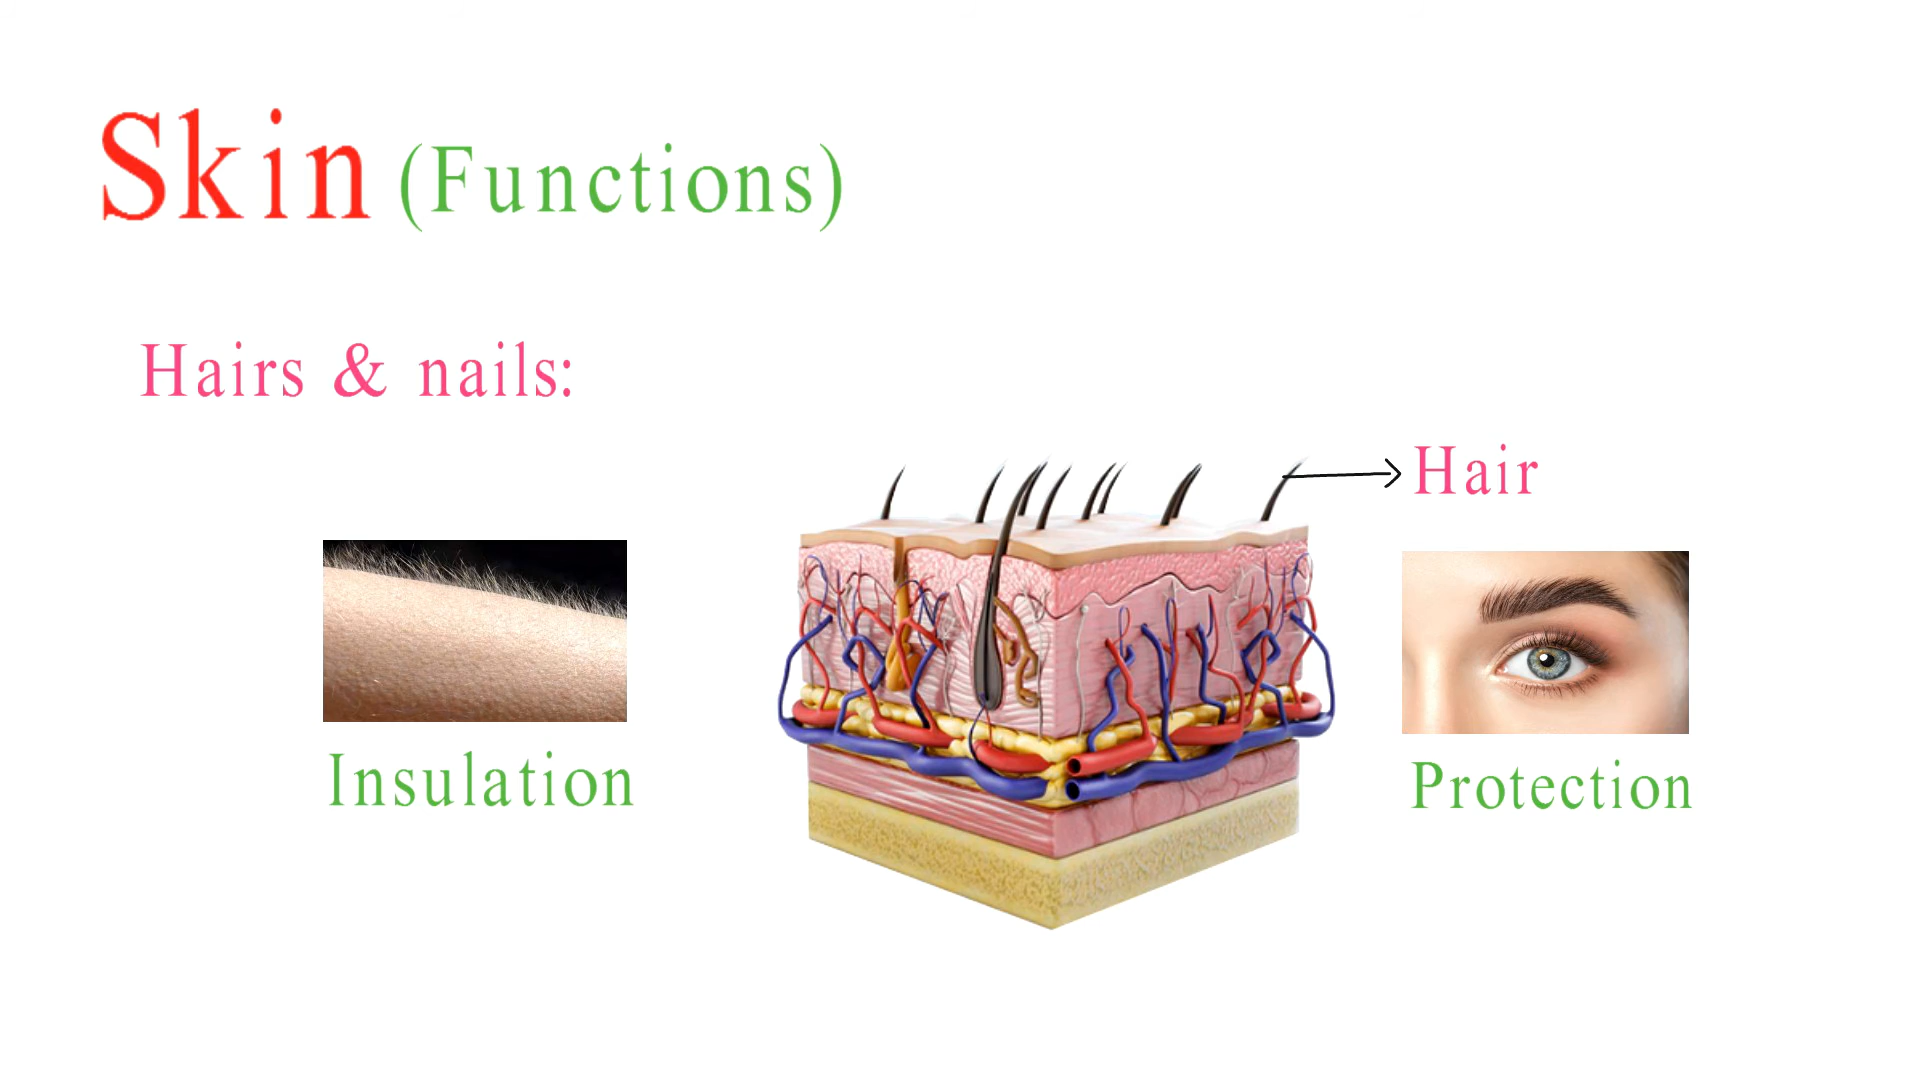 Skin (Functions)
Hairs & nails:
Hair
Insulation
Protection